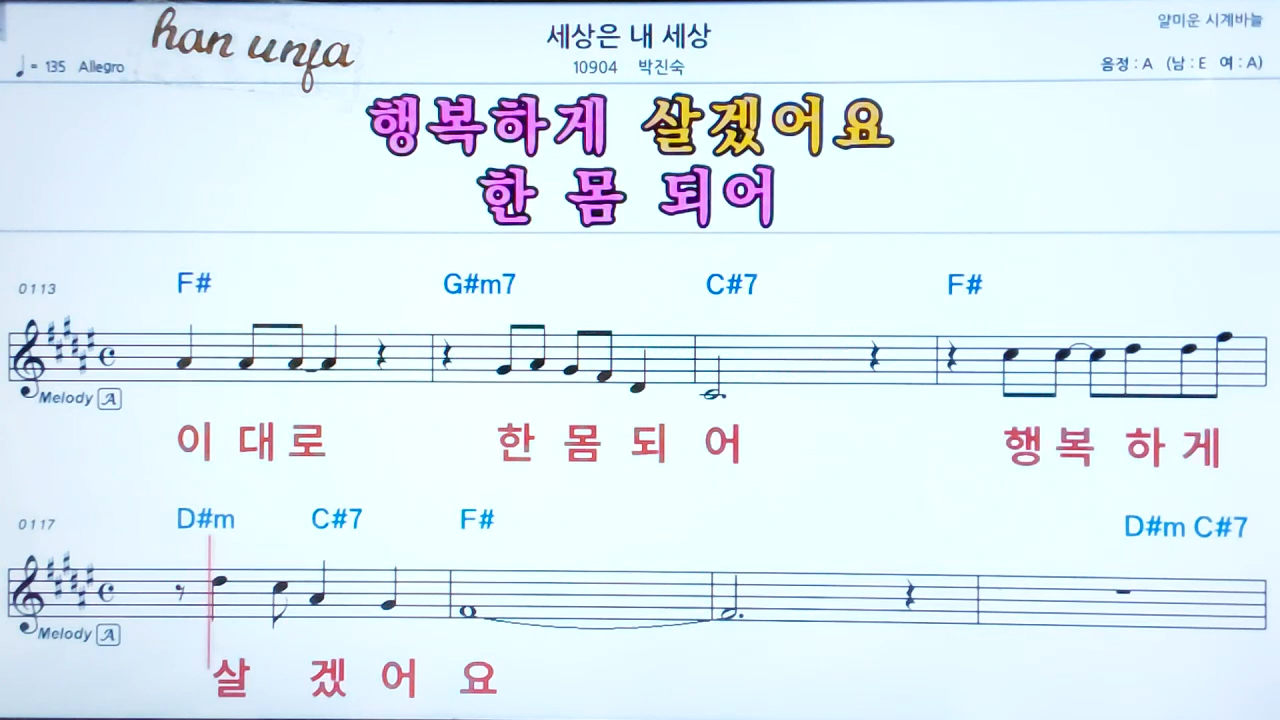 han unfa
세상은 내 세상
얄미운 시계바늘
♩= 135 Allegro
10904 박진숙
음정 : A (남 : E 여 : A)
행복하게 살겠어요
한 몸 되어
0113 F# G#m7 C#7 F#
Melody A
이 대 로 한 몸 되 어 행 복 하 게
0117 D#m C#7 F# D#m C#7
Melody A
살 겠 어 요